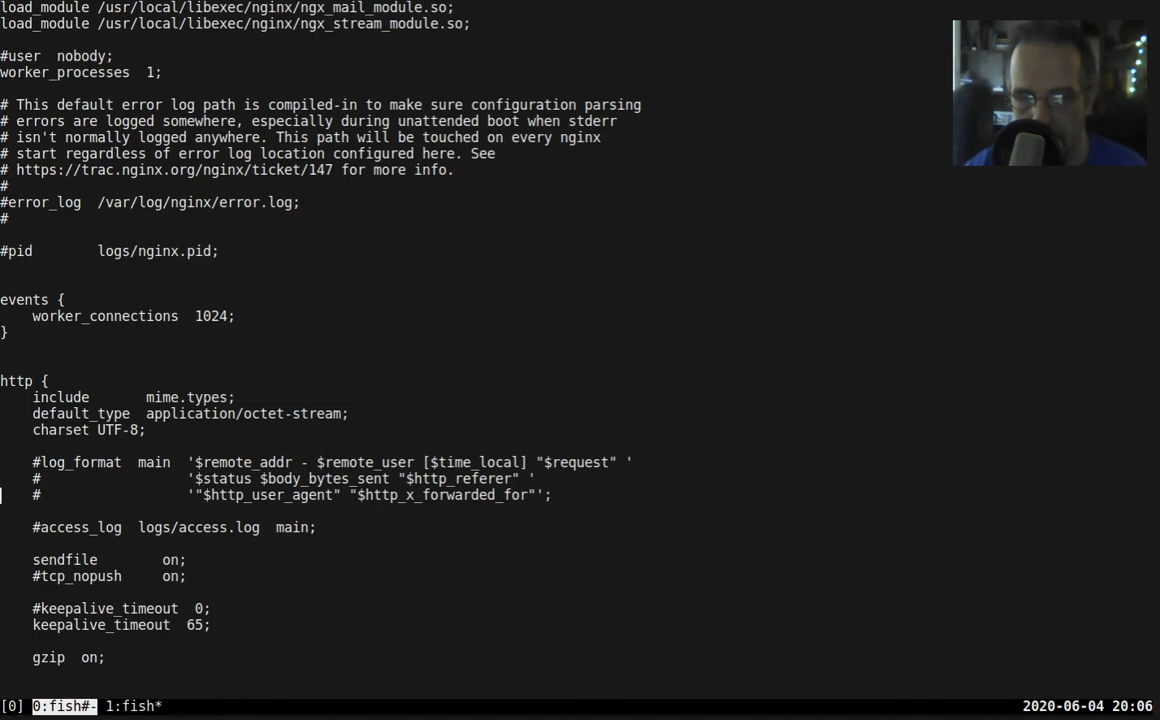 load_module /usr/local/libexec/nginx/ngx_mail_module.so;
load_module /usr/local/libexec/nginx/ngx_stream_module.so;
#user  nobody;
worker_processes  1;
# This default error log path is compiled-in to make sure configuration parsing
# errors are logged somewhere, especially during unattended boot when stderr
# isn't normally logged anywhere. This path will be touched on every nginx
# start regardless of error log location configured here. See
# https://trac.nginx.org/nginx/ticket/147 for more info.
#
#error_log  /var/log/nginx/error.log;
#
#pid        logs/nginx.pid;
events {
    worker_connections  1024;
}
http {
    include       mime.types;
    default_type  application/octet-stream;
    charset UTF-8;
    #log_format  main  '$remote_addr - $remote_user [$time_local] "$request" '
    #                  '$status $body_bytes_sent "$http_referer" '
    #                  '"$http_user_agent" "$http_x_forwarded_for"';
    #access_log  logs/access.log  main;
    sendfile        on;
    #tcp_nopush     on;
    #keepalive_timeout  0;
    keepalive_timeout  65;
    gzip  on;
[0] 0:fish#- 1:fish* 2020-06-04 20:06